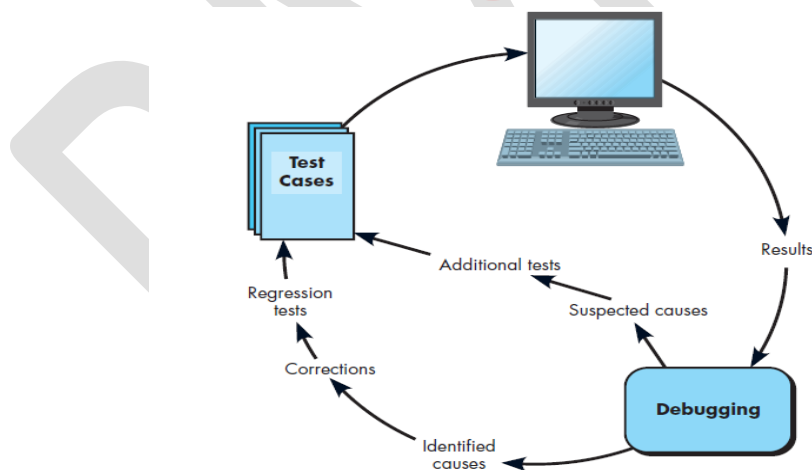 Test
Cases
Results
Additional tests
Suspected causes
Regression
tests
Corrections
Debugging
Identified
causes